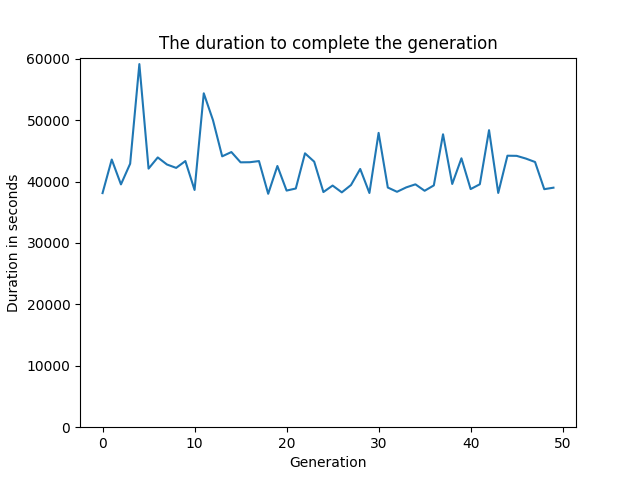 The duration to complete the generation
60000
50000
40000
30000
20000
10000
0
Duration in seconds
0 10 20 30 40 50
Generation